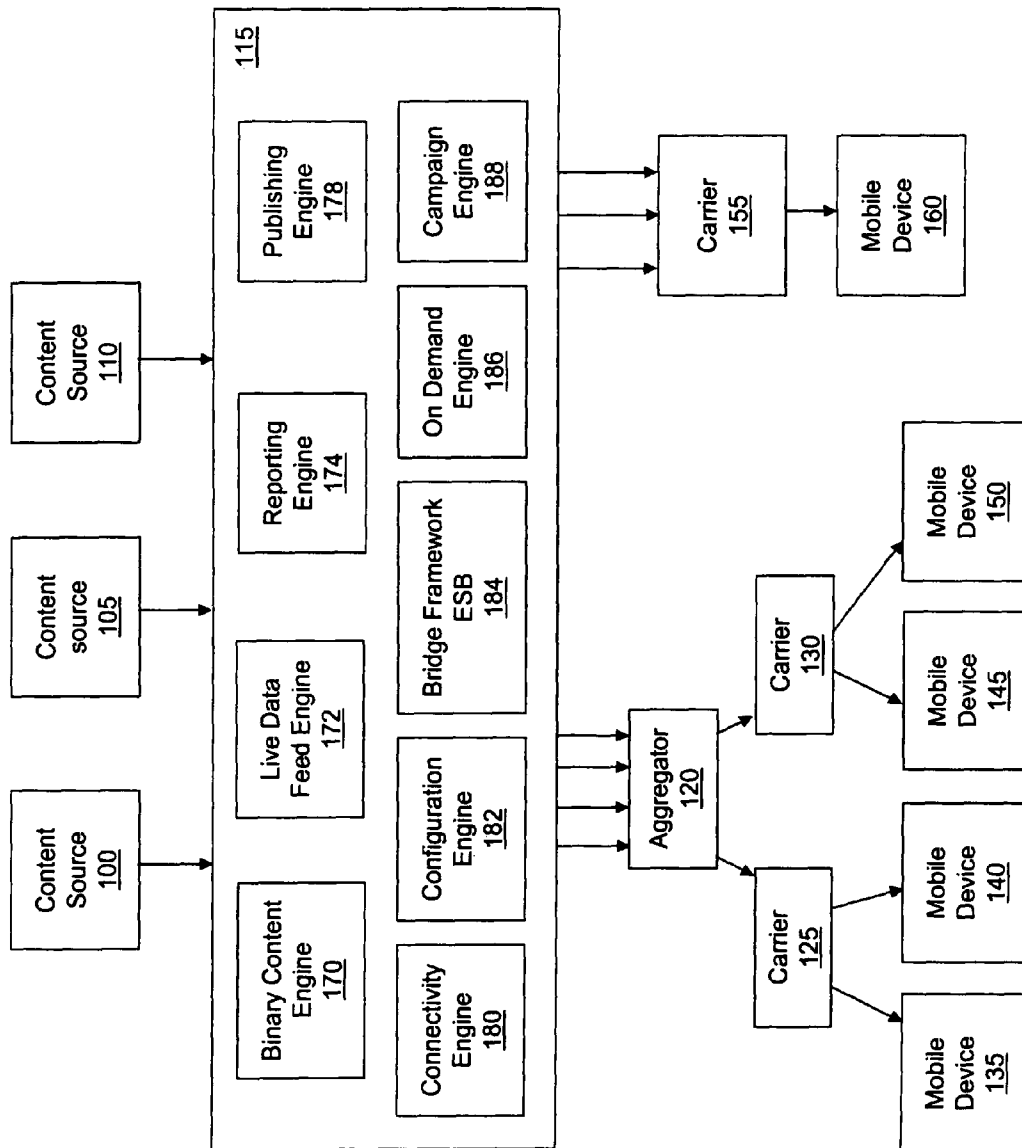 Content
Source
100
Content
source
105
Content
Source
110
115
Binary Content
Engine
170
Live Data
Feed Engine
172
Reporting
Engine
174
Publishing
Engine
178
Connectivity
Engine
180
Configuration
Engine
182
Bridge Framework
ESB
184
On Demand
Engine
186
Campaign
Engine
188
Aggregator
120
Carrier
155
Carrier
125
Carrier
130
Mobile
Device
160
Mobile
Device
135
Mobile
Device
140
Mobile
Device
145
Mobile
Device
150